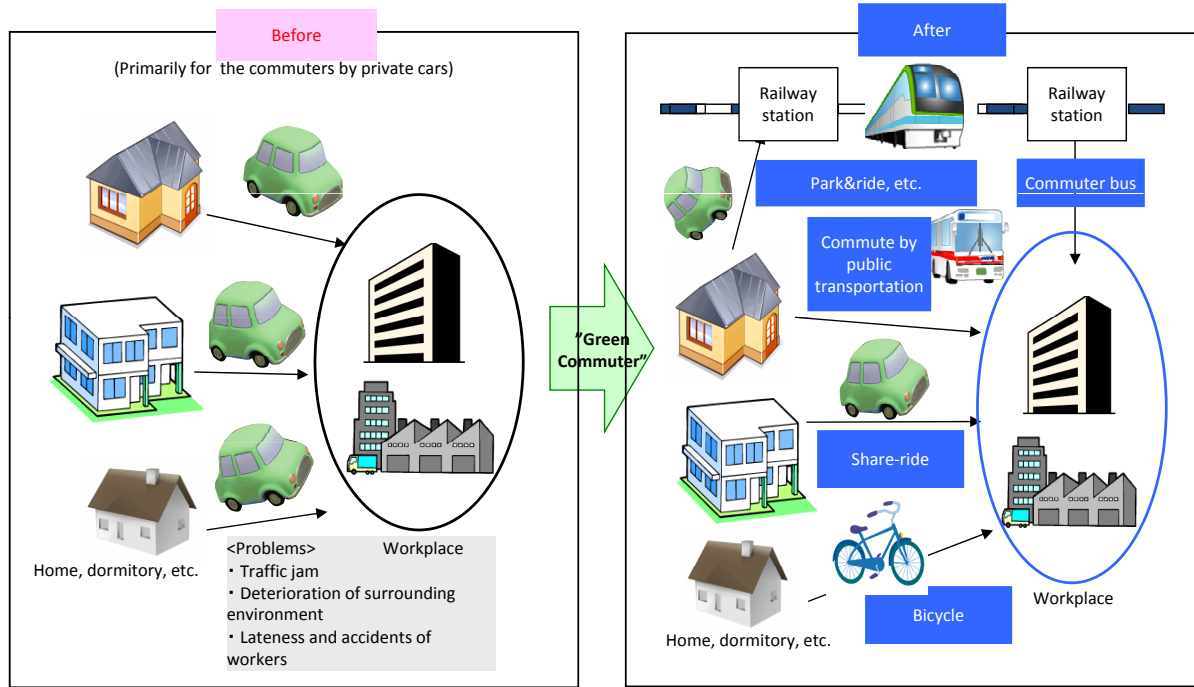 Before
(Primarily for the commuters by private cars)
Home, dormitory, etc.
<Problems>
・Traffic jam
・Deterioration of surrounding
environment
・Lateness and accidents of
workers
Workplace
”Green
Commuter”
After
Railway
station
Railway
station
Park&ride, etc.
Commuter bus
Commute by
public
transportation
Share-ride
Bicycle
Workplace
Home, dormitory, etc.